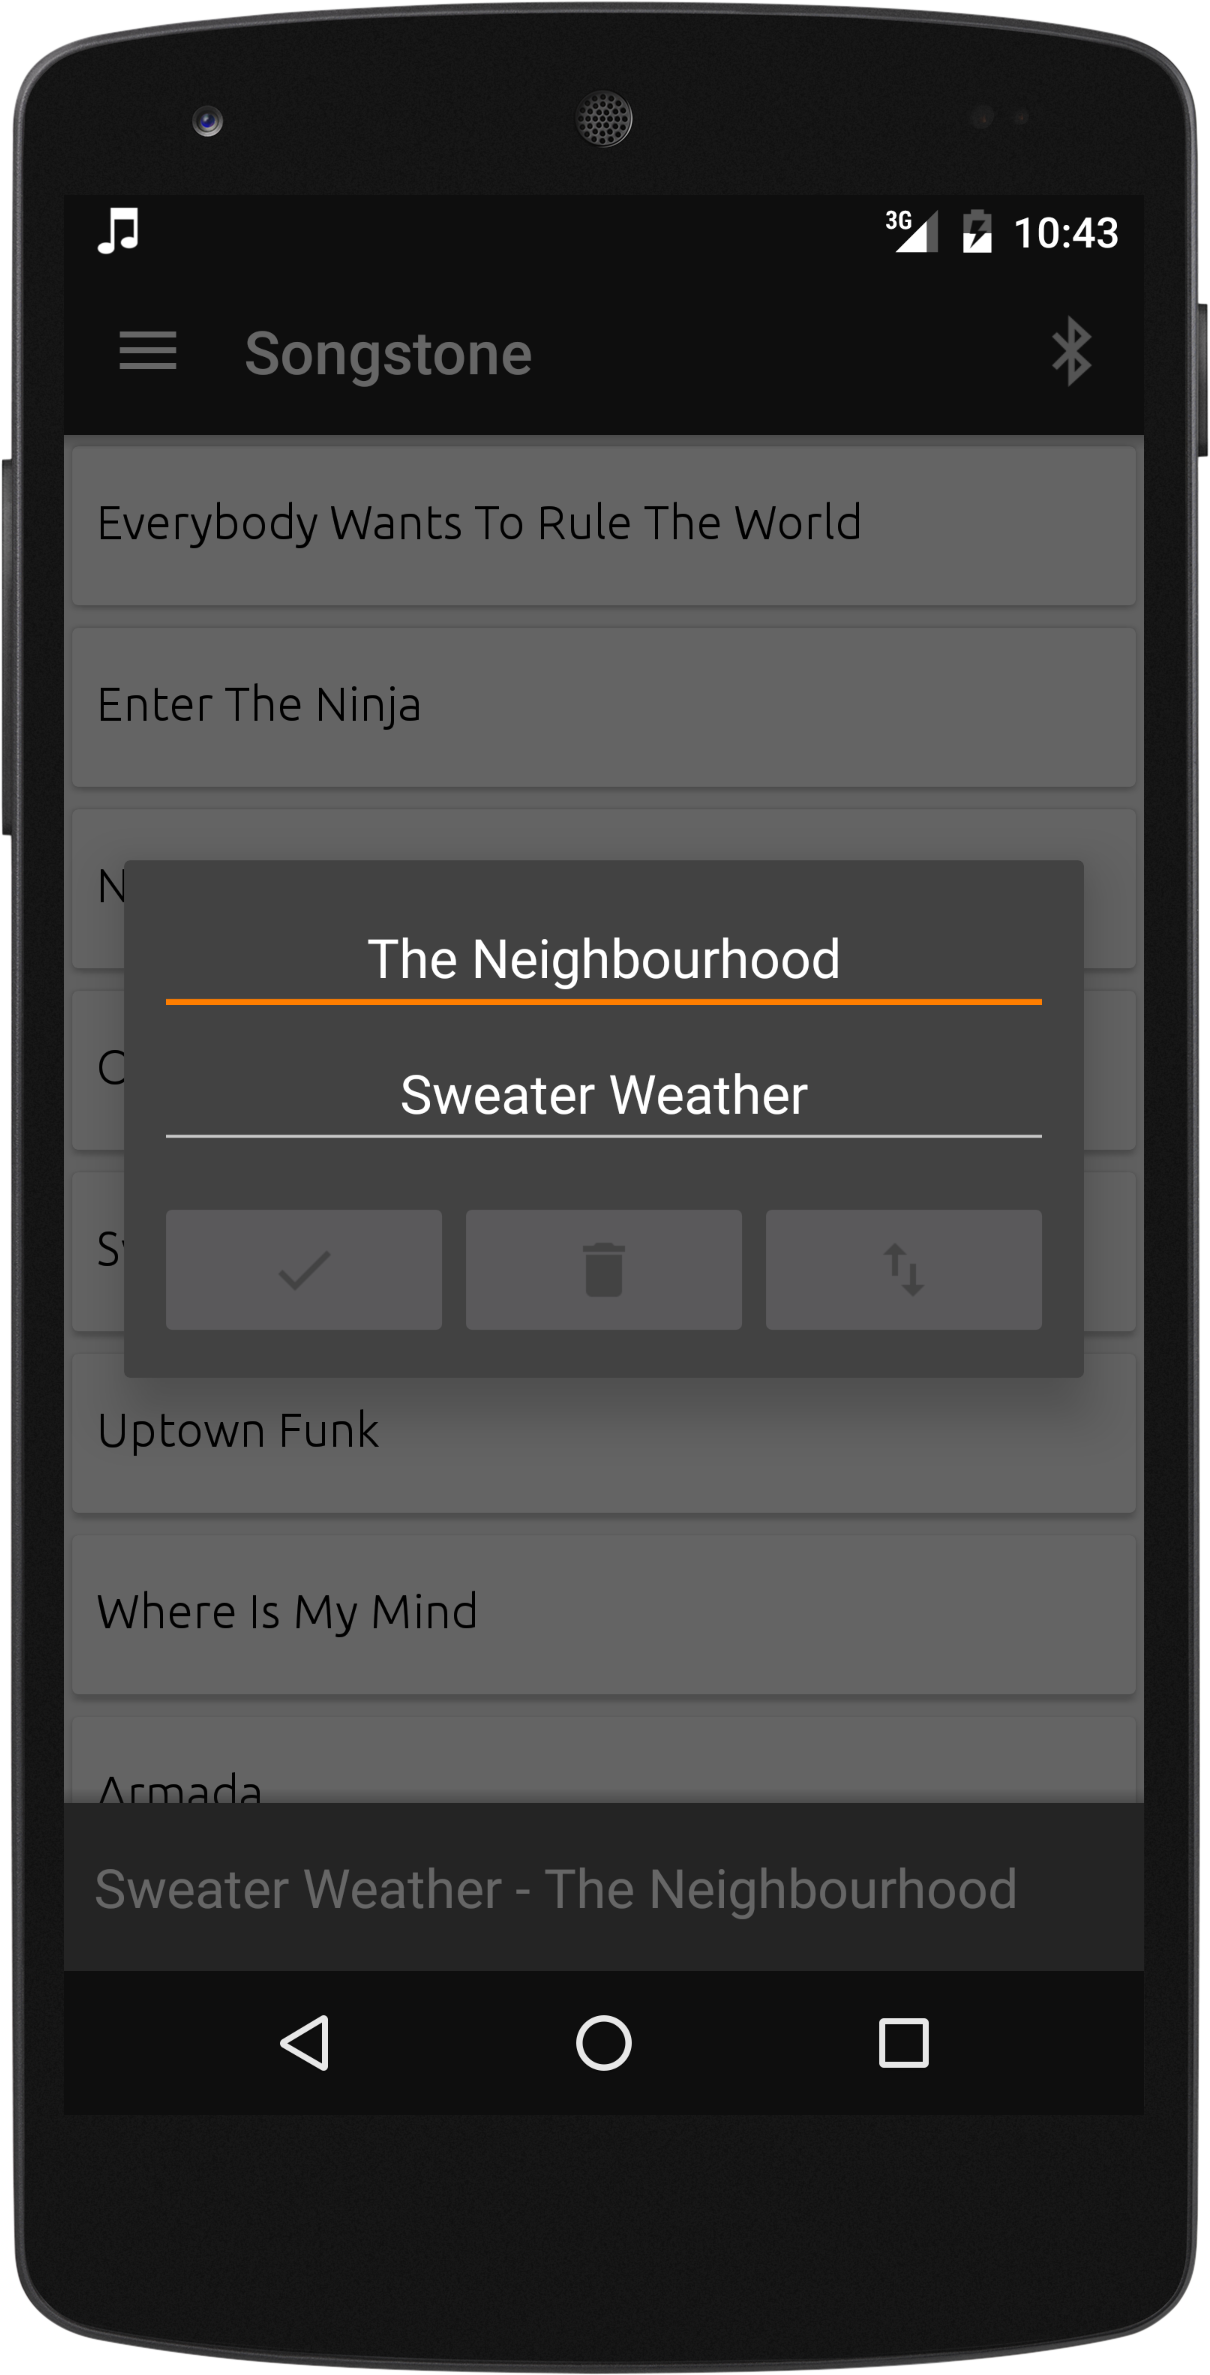 3G 10:43
Songstone
Everybody Wants To Rule The World
Enter The Ninja
The Neighbourhood
Sweater Weather
Uptown Funk
Where Is My Mind
Armada
Sweater Weather - The Neighbourhood